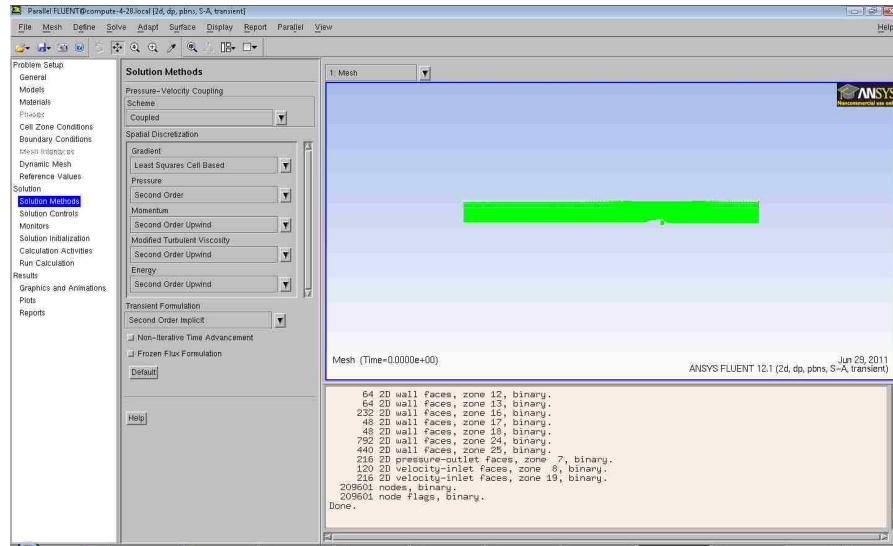 Parallel FLUENT@compute-4-28.local [2d, dp, pbns, S-A, transient]
File Mesh Define Solve Adapt Surface Display Report Parallel View Help
Problem Setup
General
Models
Materials
Phases
Cell Zone Conditions
Boundary Conditions
Mesh Interfaces
Dynamic Mesh
Reference Values
Solution
Solution Methods
Solution Controls
Monitors
Solution Initialization
Calculation Activities
Run Calculation
Results
Graphics and Animations
Plots
Reports
Solution Methods
Pressure-Velocity Coupling
Scheme
Coupled
Spatial Discretization
Gradient
Least Squares Cell Based
Pressure
Second Order
Momentum
Second Order Upwind
Modified Turbulent Viscosity
Second Order Upwind
Energy
Second Order Upwind
Transient Formulation
Second Order Implicit
Non-Iterative Time Advancement
Frozen Flux Formulation
Default
Help
1: Mesh
ANSYS
Noncommercial use only
Mesh (Time=0.0000e+00)
Jun 29, 2011
ANSYS FLUENT 12.1 (2d, dp, pbns, S-A, transient)
64 2D wall faces, zone 12, binary.
64 2D wall faces, zone 13, binary.
232 2D wall faces, zone 16, binary.
48 2D wall faces, zone 17, binary.
48 2D wall faces, zone 18, binary.
792 2D wall faces, zone 24, binary.
440 2D wall faces, zone 25, binary.
216 2D pressure-outlet faces, zone 7, binary.
120 2D velocity-inlet faces, zone 8, binary.
216 2D velocity-inlet faces, zone 19, binary.
209601 nodes, binary.
209601 node flags, binary.
Done.